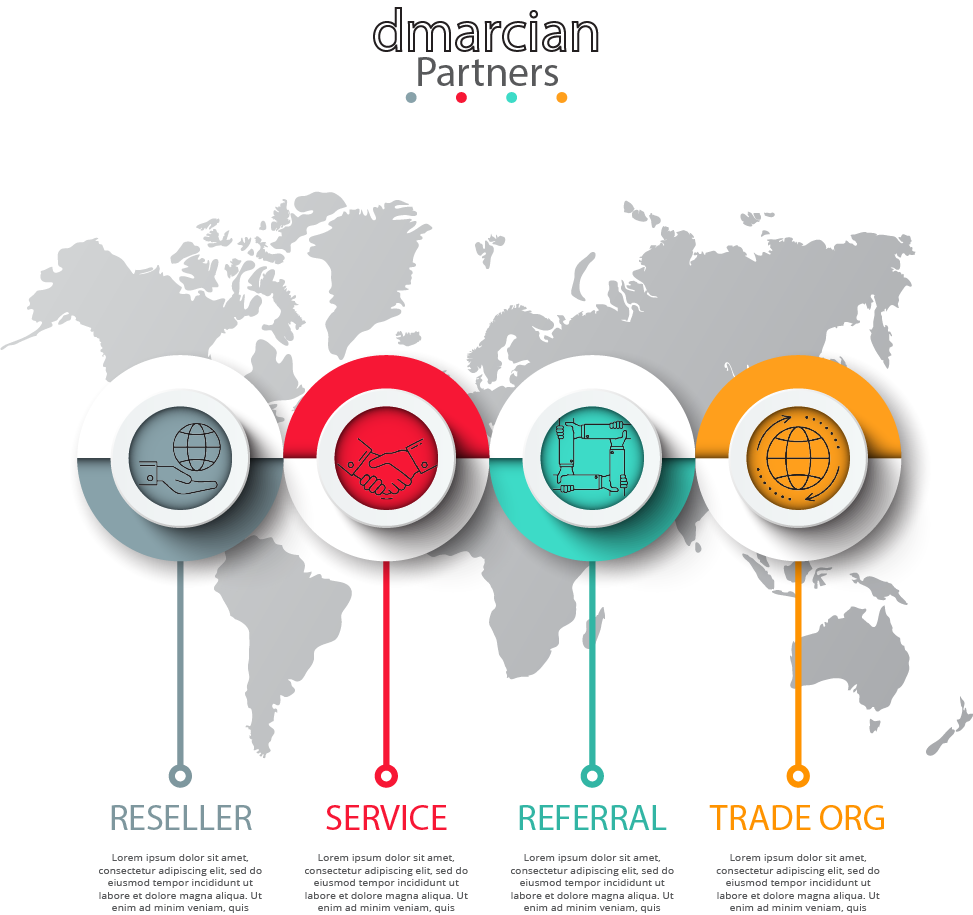 dmarcian
Partners
RESELLER
Lorem ipsum dolor sit amet,
consectetur adipiscing elit, sed do
eiusmod tempor incididunt ut
labore et dolore magna aliqua. Ut
enim ad minim veniam, quis
SERVICE
Lorem ipsum dolor sit amet,
consectetur adipiscing elit, sed do
eiusmod tempor incididunt ut
labore et dolore magna aliqua. Ut
enim ad minim veniam, quis
REFERRAL
Lorem ipsum dolor sit amet,
consectetur adipiscing elit, sed do
eiusmod tempor incididunt ut
labore et dolore magna aliqua. Ut
enim ad minim veniam, quis
TRADE ORG
Lorem ipsum dolor sit amet,
consectetur adipiscing elit, sed do
eiusmod tempor incididunt ut
labore et dolore magna aliqua. Ut
enim ad minim veniam, quis